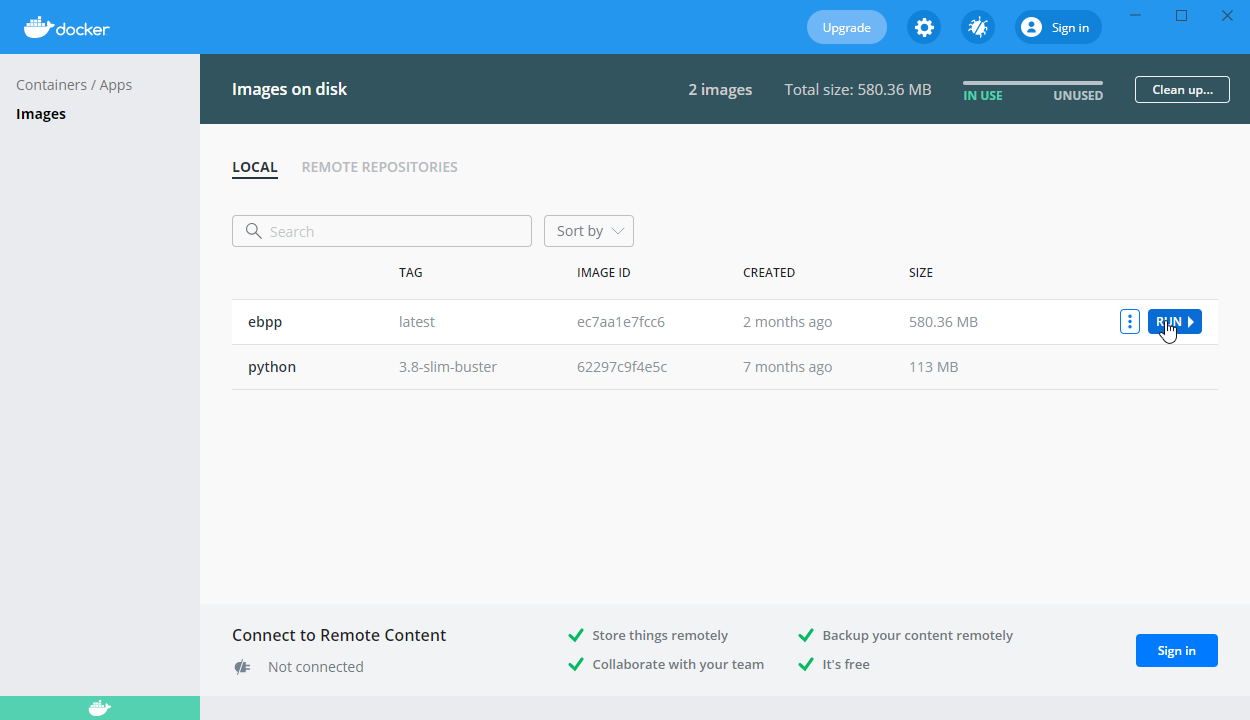 docker
Upgrade
Sign in
Containers / Apps
Images
Images on disk
2 images
Total size: 580.36 MB
IN USE
UNUSED
Clean up...
LOCAL
REMOTE REPOSITORIES
Search
Sort by
TAG IMAGE ID CREATED SIZE
ebpp latest ec7aa1e7fcc6 2 months ago 580.36 MB RUN
python 3.8-slim-buster 62297c9f4e5c 7 months ago 113 MB
Connect to Remote Content
Not connected
Store things remotely
Backup your content remotely
Collaborate with your team
It's free
Sign in